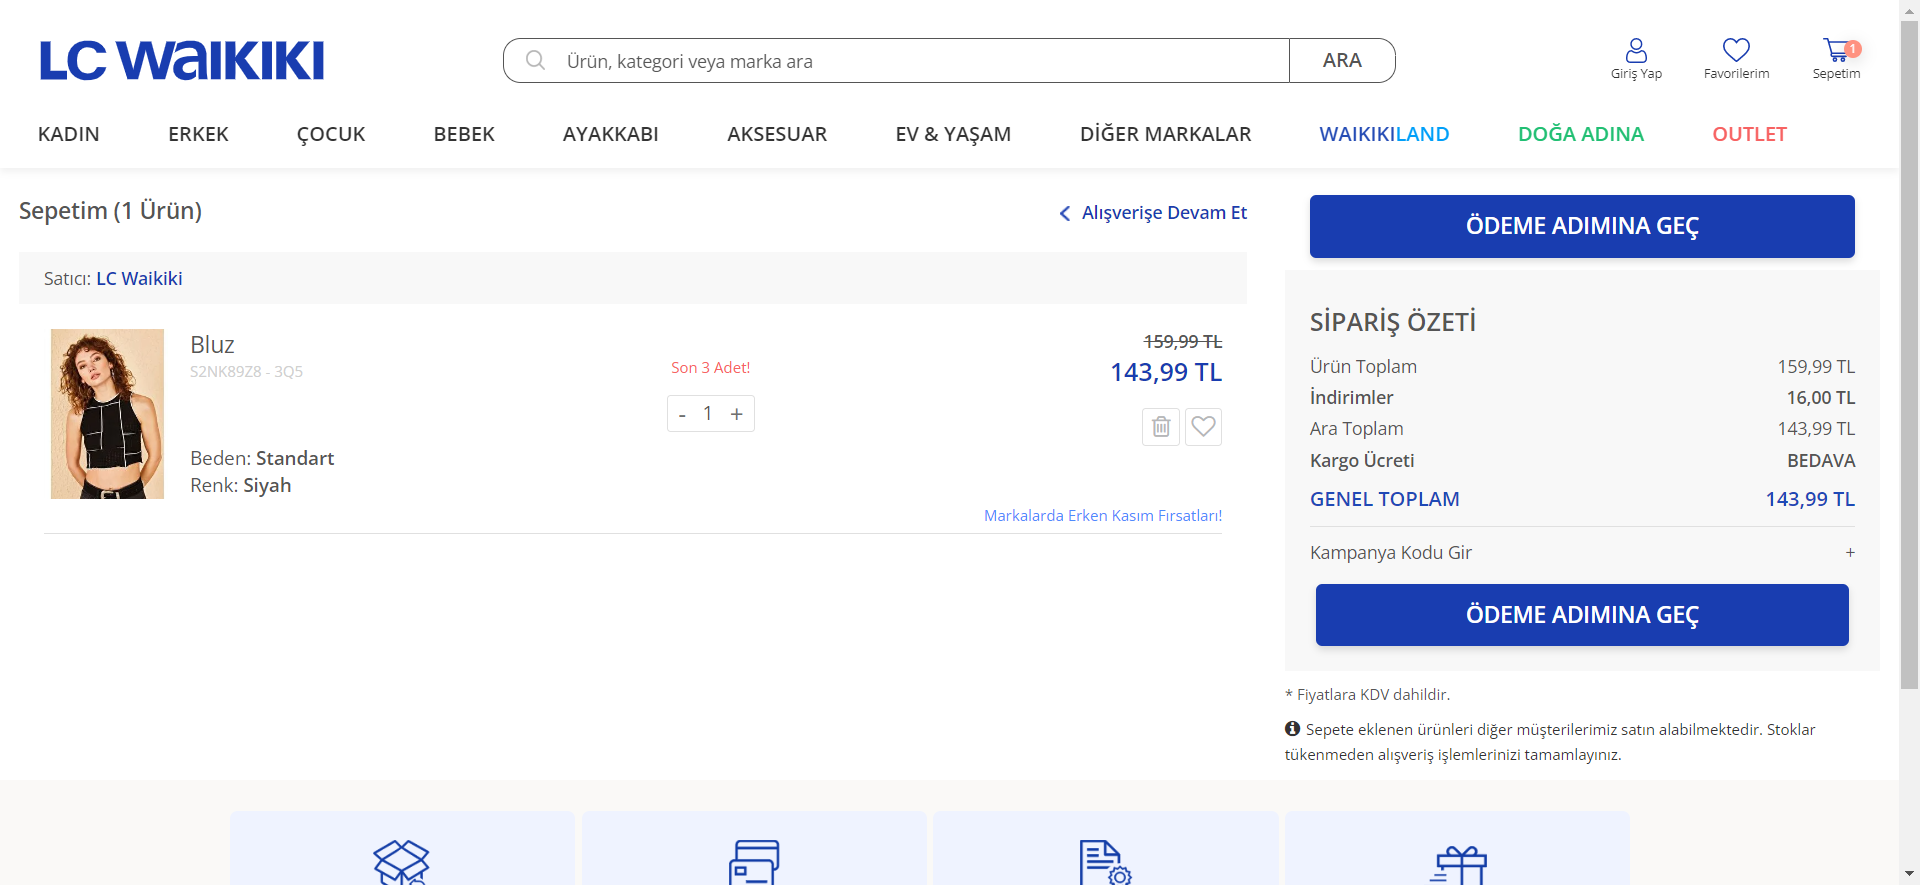 LC WAIKIKI
Ürün, kategori veya marka ara
ARA
Giriş Yap
Favorilerim
1
Sepetim
KADIN
ERKEK
ÇOCUK
BEBEK
AYAKKABI
AKSESUAR
EV & YAŞAM
DİĞER MARKALAR
WAIKIKILAND
DOĞA ADINA
OUTLET
Sepetim (1 Ürün)
Alışverişe Devam Et
Satıcı: LC Waikiki
Bluz
S2NK89Z8 - 3Q5
Son 3 Adet!
- 1 +
159,99 TL
143,99 TL
Beden: Standart
Renk: Siyah
Markalarda Erken Kasım Fırsatları!
ÖDEME ADIMINA GEÇ
SİPARİŞ ÖZETİ
Ürün Toplam 159,99 TL
İndirimler 16,00 TL
Ara Toplam 143,99 TL
Kargo Ücreti BEDAVA
GENEL TOPLAM 143,99 TL
Kampanya Kodu Gir +
ÖDEME ADIMINA GEÇ
* Fiyatlara KDV dahildir.
Sepete eklenen ürünleri diğer müşterilerimiz satın alabilmektedir. Stoklar
tükenmeden alışveriş işlemlerinizi tamamlayınız.